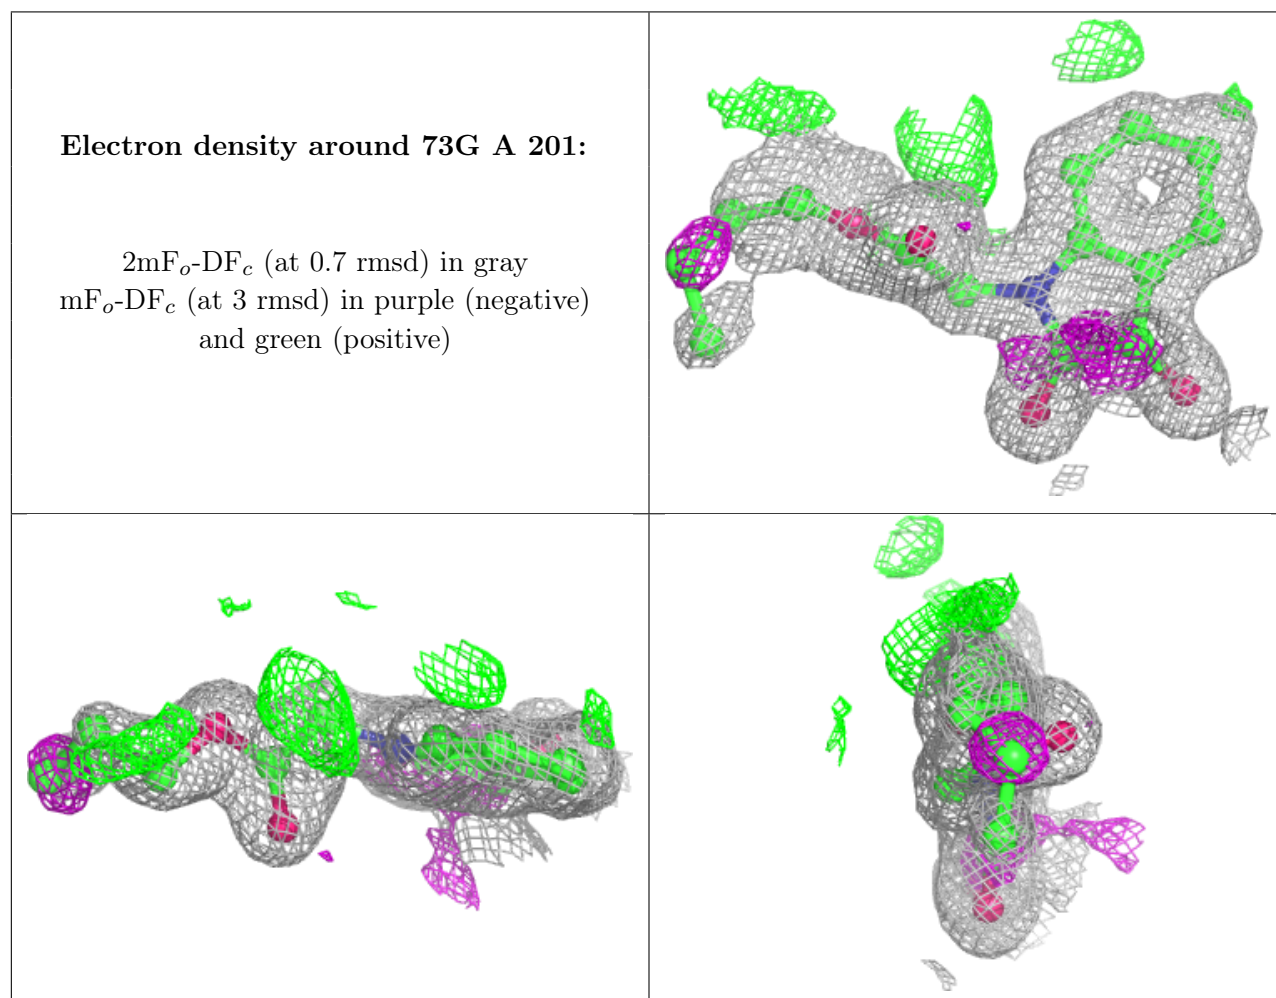 Electron density around 73G A 201:
2mFo-DFc (at 0.7 rmsd) in gray
mFo-DFc (at 3 rmsd) in purple (negative)
and green (positive)